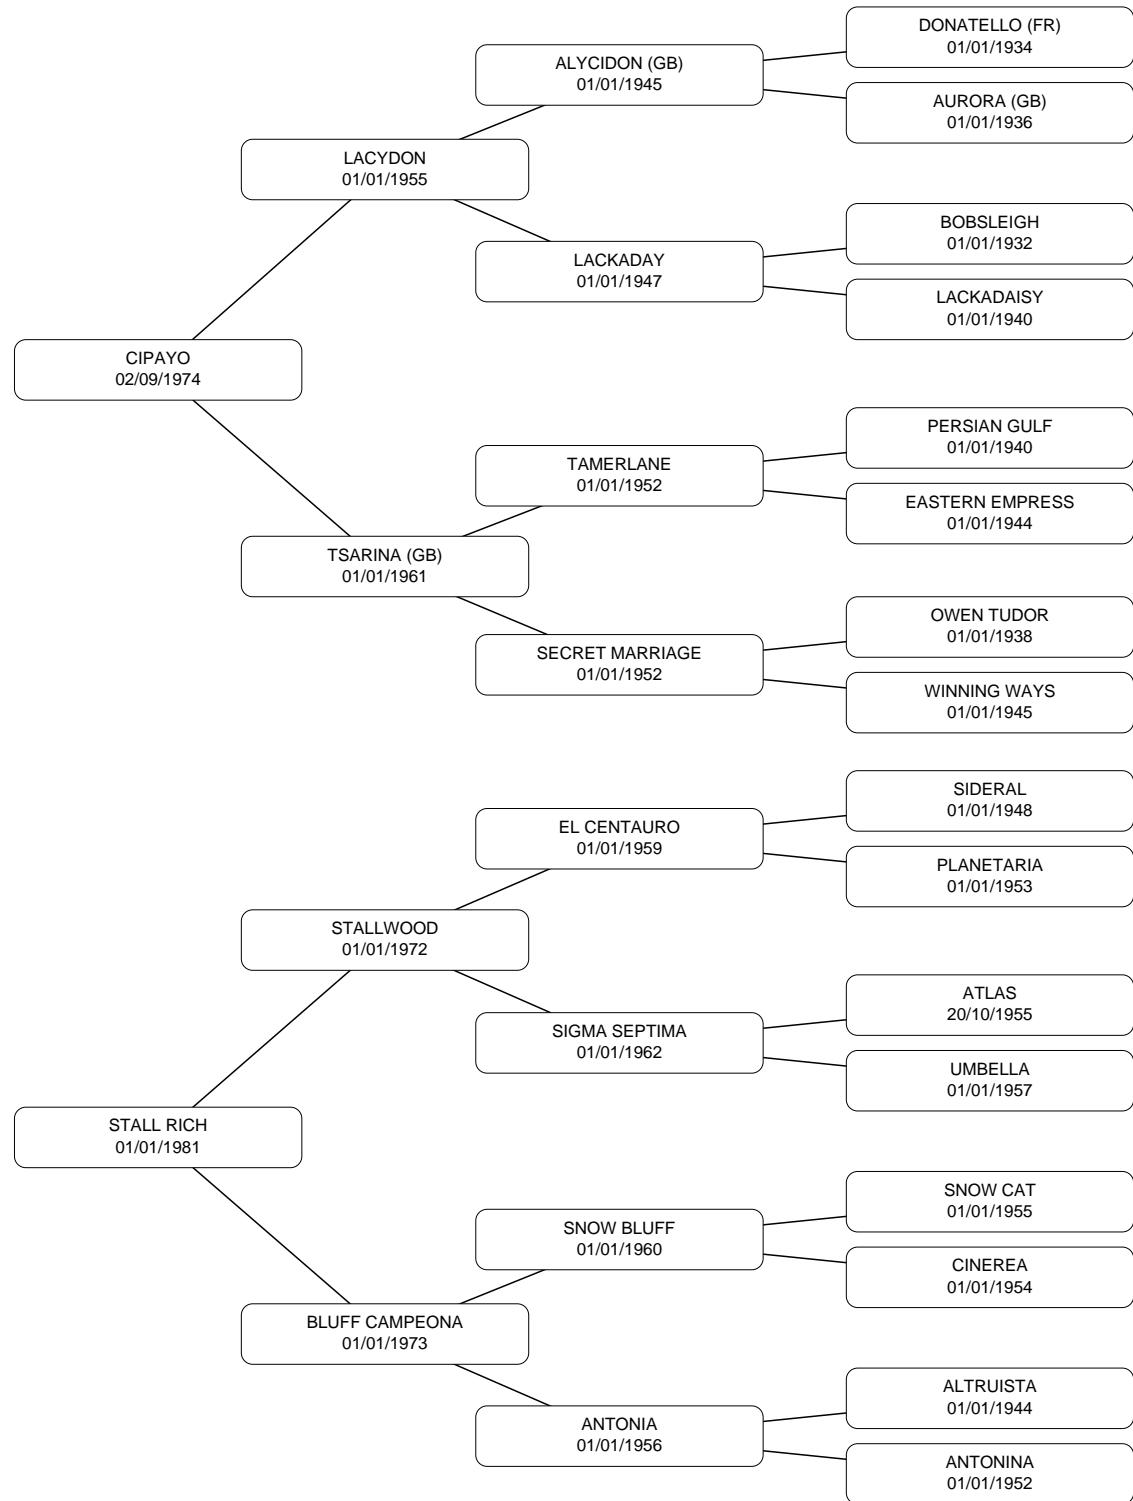 DONATELLO (FR)
01/01/1934
ALYCIDON (GB)
01/01/1945
AURORA (GB)
01/01/1936
LACYDON
01/01/1955
BOBSLEIGH
01/01/1932
LACKADAY
01/01/1947
LACKADAISY
01/01/1940
CIPAYO
02/09/1974
PERSIAN GULF
01/01/1940
TAMERLANE
01/01/1952
EASTERN EMPRESS
01/01/1944
TSARINA (GB)
01/01/1961
OWEN TUDOR
01/01/1938
SECRET MARRIAGE
01/01/1952
WINNING WAYS
01/01/1945
SIDERAL
01/01/1948
EL CENTAURO
01/01/1959
PLANETARIA
01/01/1953
STALLWOOD
01/01/1972
ATLAS
20/10/1955
SIGMA SEPTIMA
01/01/1962
UMBELLA
01/01/1957
STALL RICH
01/01/1981
SNOW CAT
01/01/1955
SNOW BLUFF
01/01/1960
CINEREA
01/01/1954
BLUFF CAMPEONA
01/01/1973
ALTRUISTA
01/01/1944
ANTONIA
01/01/1956
ANTONINA
01/01/1952